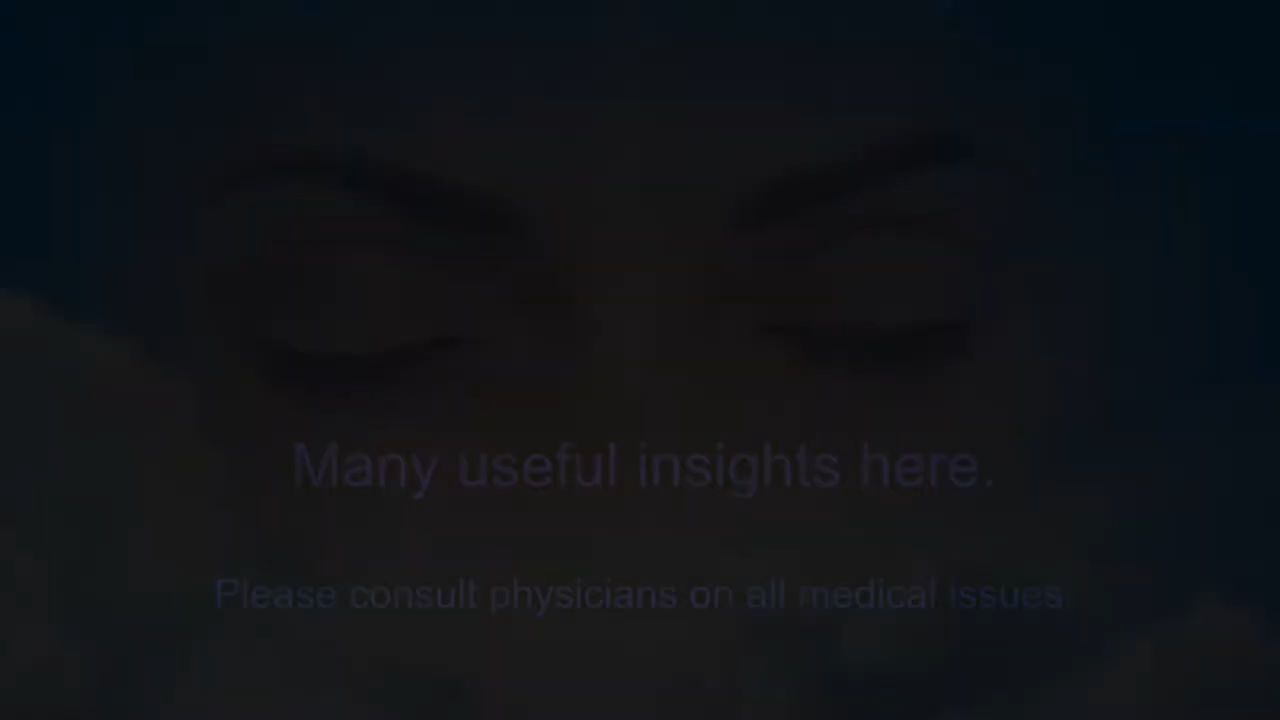 Many useful insights here.
Please consult physicians on all medical issues.